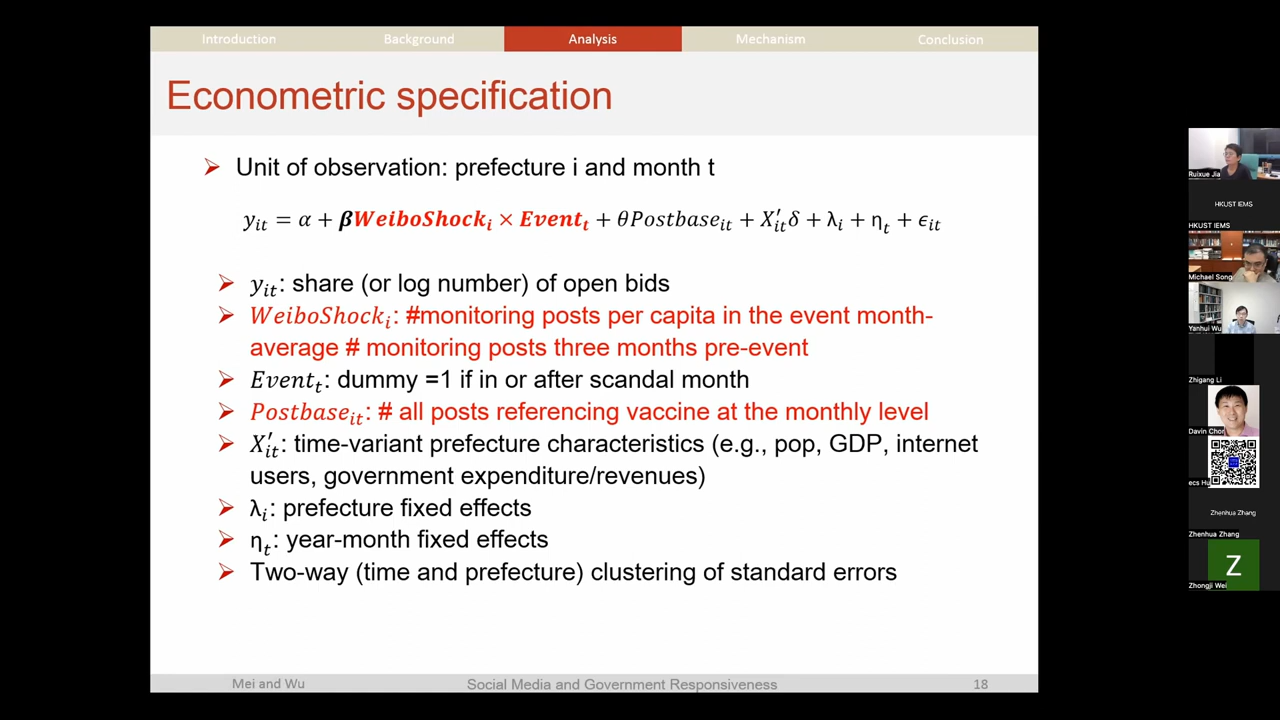 Introduction
Background
Analysis
Mechanism
Conclusion
Econometric specification
Unit of observation: prefecture i and month t
y_it = α + βWeiboShock_i × Event_t + θPostbase_it + X′_itδ + λ_i + η_t + ϵ_it
y_it: share (or log number) of open bids
WeiboShock_i: #monitoring posts per capita in the event month-
average # monitoring posts three months pre-event
Event_t: dummy =1 if in or after scandal month
Postbase_it: # all posts referencing vaccine at the monthly level
X′_it: time-variant prefecture characteristics (e.g., pop, GDP, internet
users, government expenditure/revenues)
λ_i: prefecture fixed effects
η_t: year-month fixed effects
Two-way (time and prefecture) clustering of standard errors
Mei and Wu
Social Media and Government Responsiveness
18
Ruixue Jia
HKUST IEMS
HKUST IEMS
Michael Song
Yanhui Wu
Zhigang Li
Davin Chor
ecs Hu
Zhenhua Zhang
Zhenhua Zhang
Z
Zhongji Wei